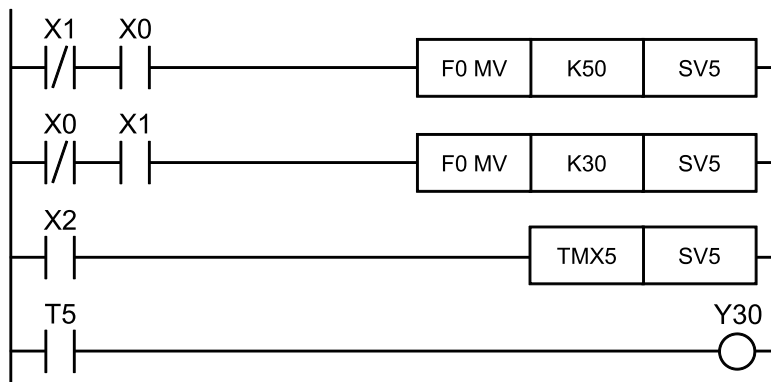 X1 X0
F0 MV K50 SV5
X0 X1
F0 MV K30 SV5
X2
TMX5 SV5
T5 Y30